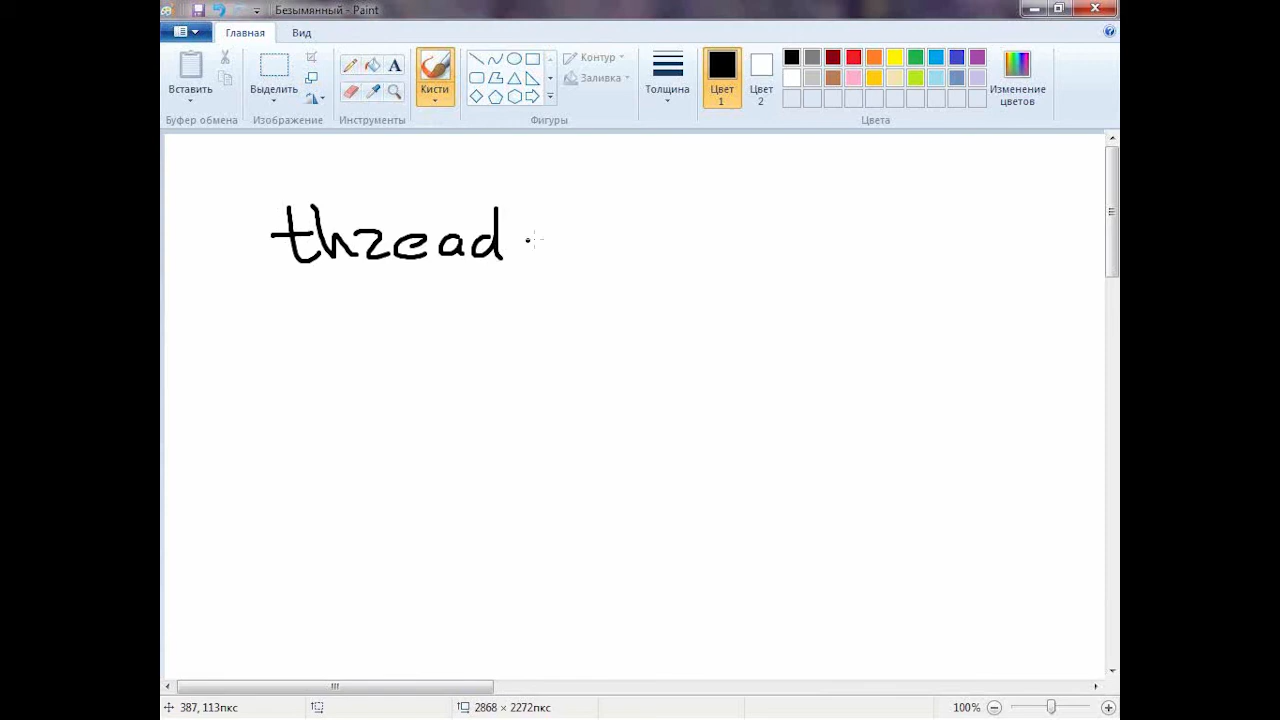 Безымянный - Paint
Главная Вид
Вставить Выделить Кисти Контур Заливка Толщина Цвет 1 Цвет 2 Изменение цветов
Буфер обмена Изображение Инструменты Фигуры Цвета
thread
387, 113пкс 2868 × 2272пкс 100%